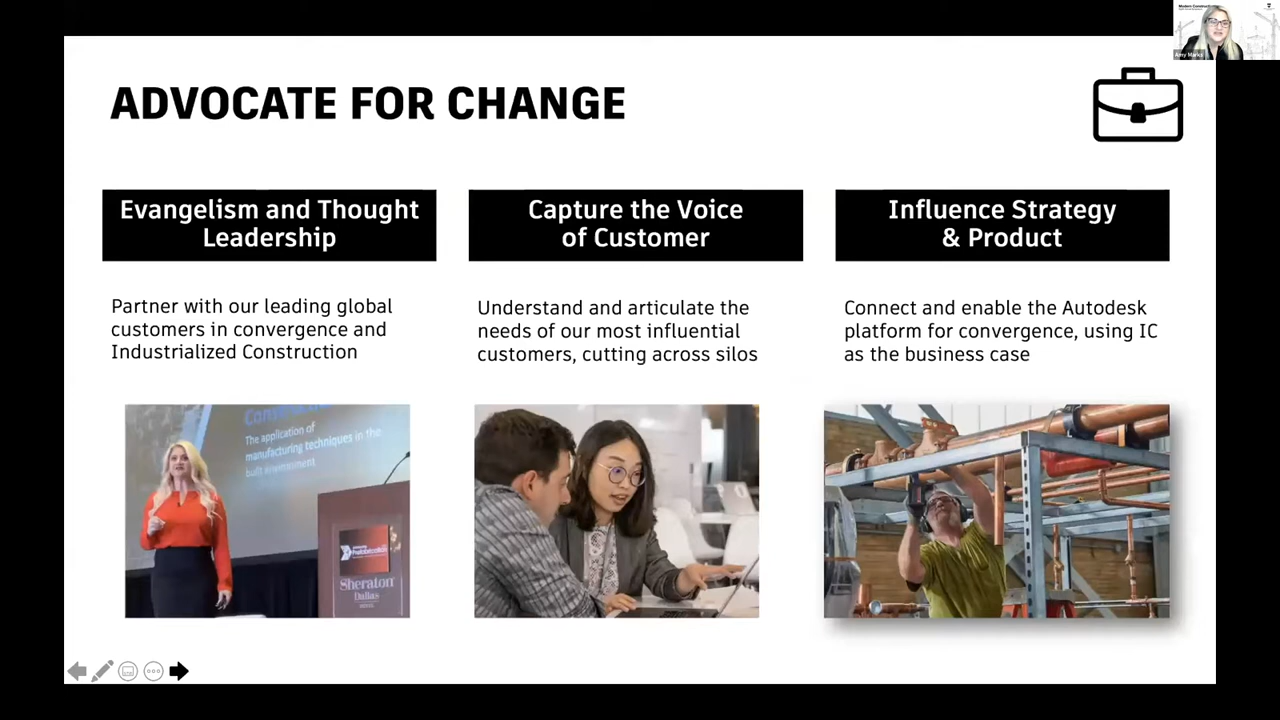 Amy Marks
ADVOCATE FOR CHANGE
Evangelism and Thought
Leadership
Capture the Voice
of Customer
Influence Strategy
& Product
Partner with our leading global
customers in convergence and
Industrialized Construction
Understand and articulate the
needs of our most influential
customers, cutting across silos
Connect and enable the Autodesk
platform for convergence, using IC
as the business case
The application of
manufacturing techniques in the
built environment
Sheraton
Dallas